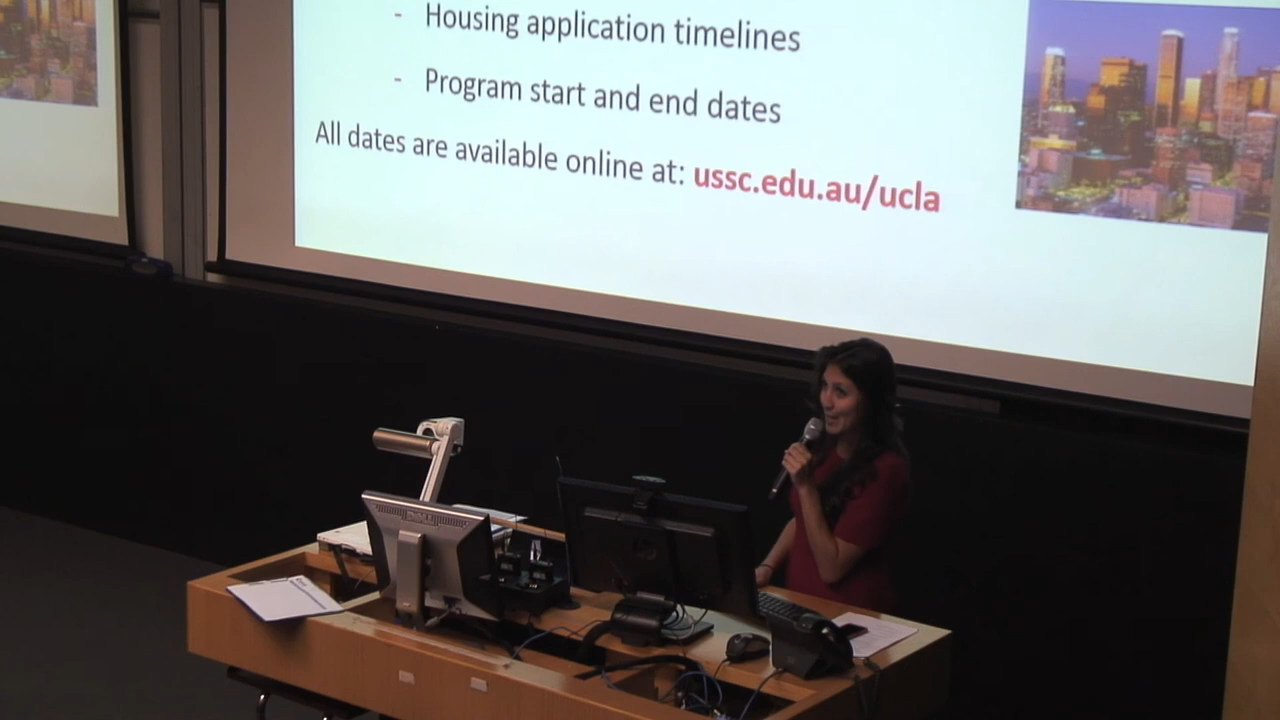 - Housing application timelines
- Program start and end dates
All dates are available online at: ussc.edu.au/ucla